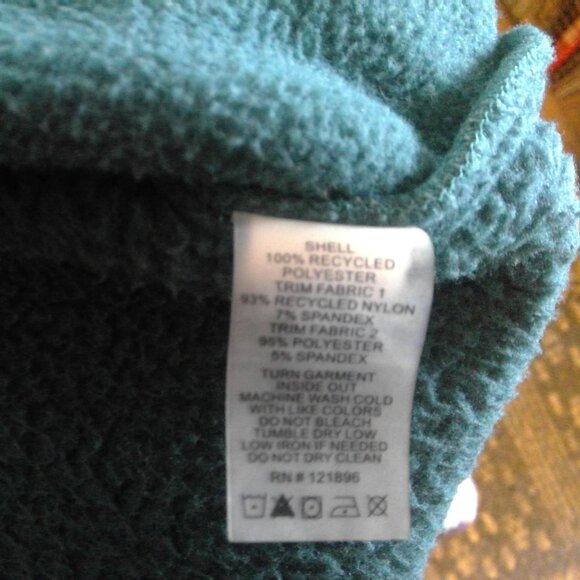 SHELL
100% RECYCLED
POLYESTER
TRIM FABRIC 1
93% RECYCLED NYLON
7% SPANDEX
TRIM FABRIC 2
95% POLYESTER
5% SPANDEX
TURN GARMENT
INSIDE OUT
MACHINE WASH COLD
WITH LIKE COLORS
DO NOT BLEACH
TUMBLE DRY LOW
LOW IRON IF NEEDED
DO NOT DRY CLEAN
RN # 121896